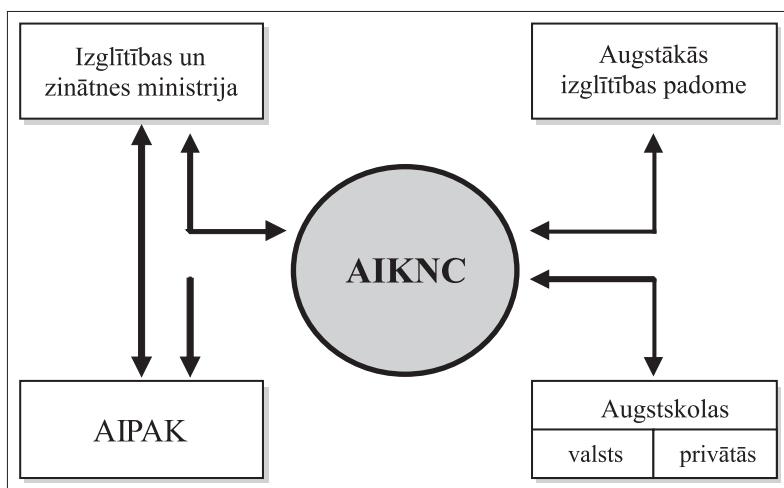 Izglītības un
zinātnes ministrija
Augstākās
izglītības padome
AIKNC
AIPAK
Augstskolas
valsts
privātās